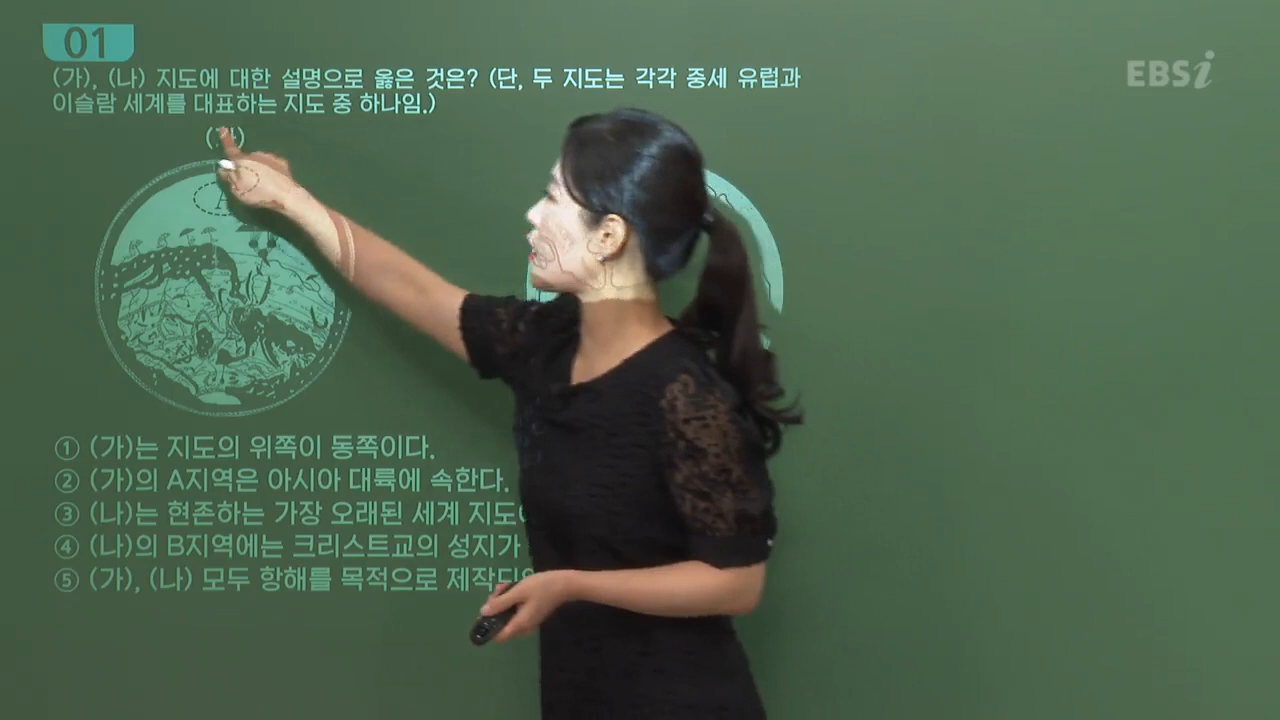 01
EBSi
(가), (나) 지도에 대한 설명으로 옳은 것은? (단, 두 지도는 각각 중세 유럽과
이슬람 세계를 대표하는 지도 중 하나임.)
(가)
A
① (가)는 지도의 위쪽이 동쪽이다.
② (가)의 A지역은 아시아 대륙에 속한다.
③ (나)는 현존하는 가장 오래된 세계
④ (나)의 B지역에는 크리스트교의 성지가
⑤ (가), (나) 모두 항해를 목적으로